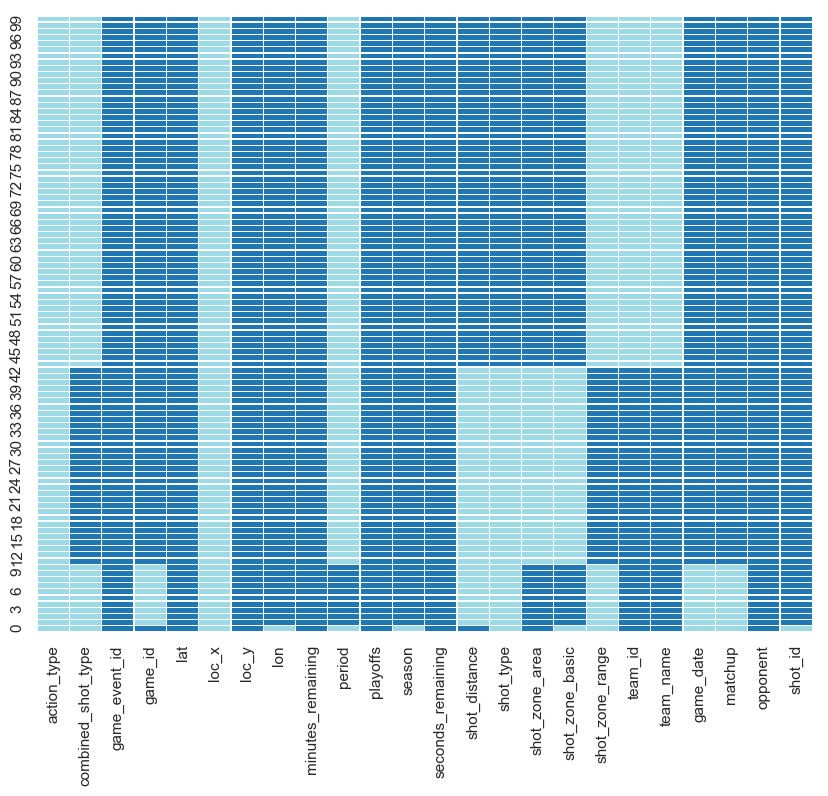 99
96
93
90
87
84
81
78
75
72
69
66
63
60
57
54
51
48
45
42
39
36
33
30
27
24
21
18
15
12
9
6
3
0
action_type
combined_shot_type
game_event_id
game_id
lat
loc_x
loc_y
lon
minutes_remaining
period
playoffs
season
seconds_remaining
shot_distance
shot_type
shot_zone_area
shot_zone_basic
shot_zone_range
team_id
team_name
game_date
matchup
opponent
shot_id